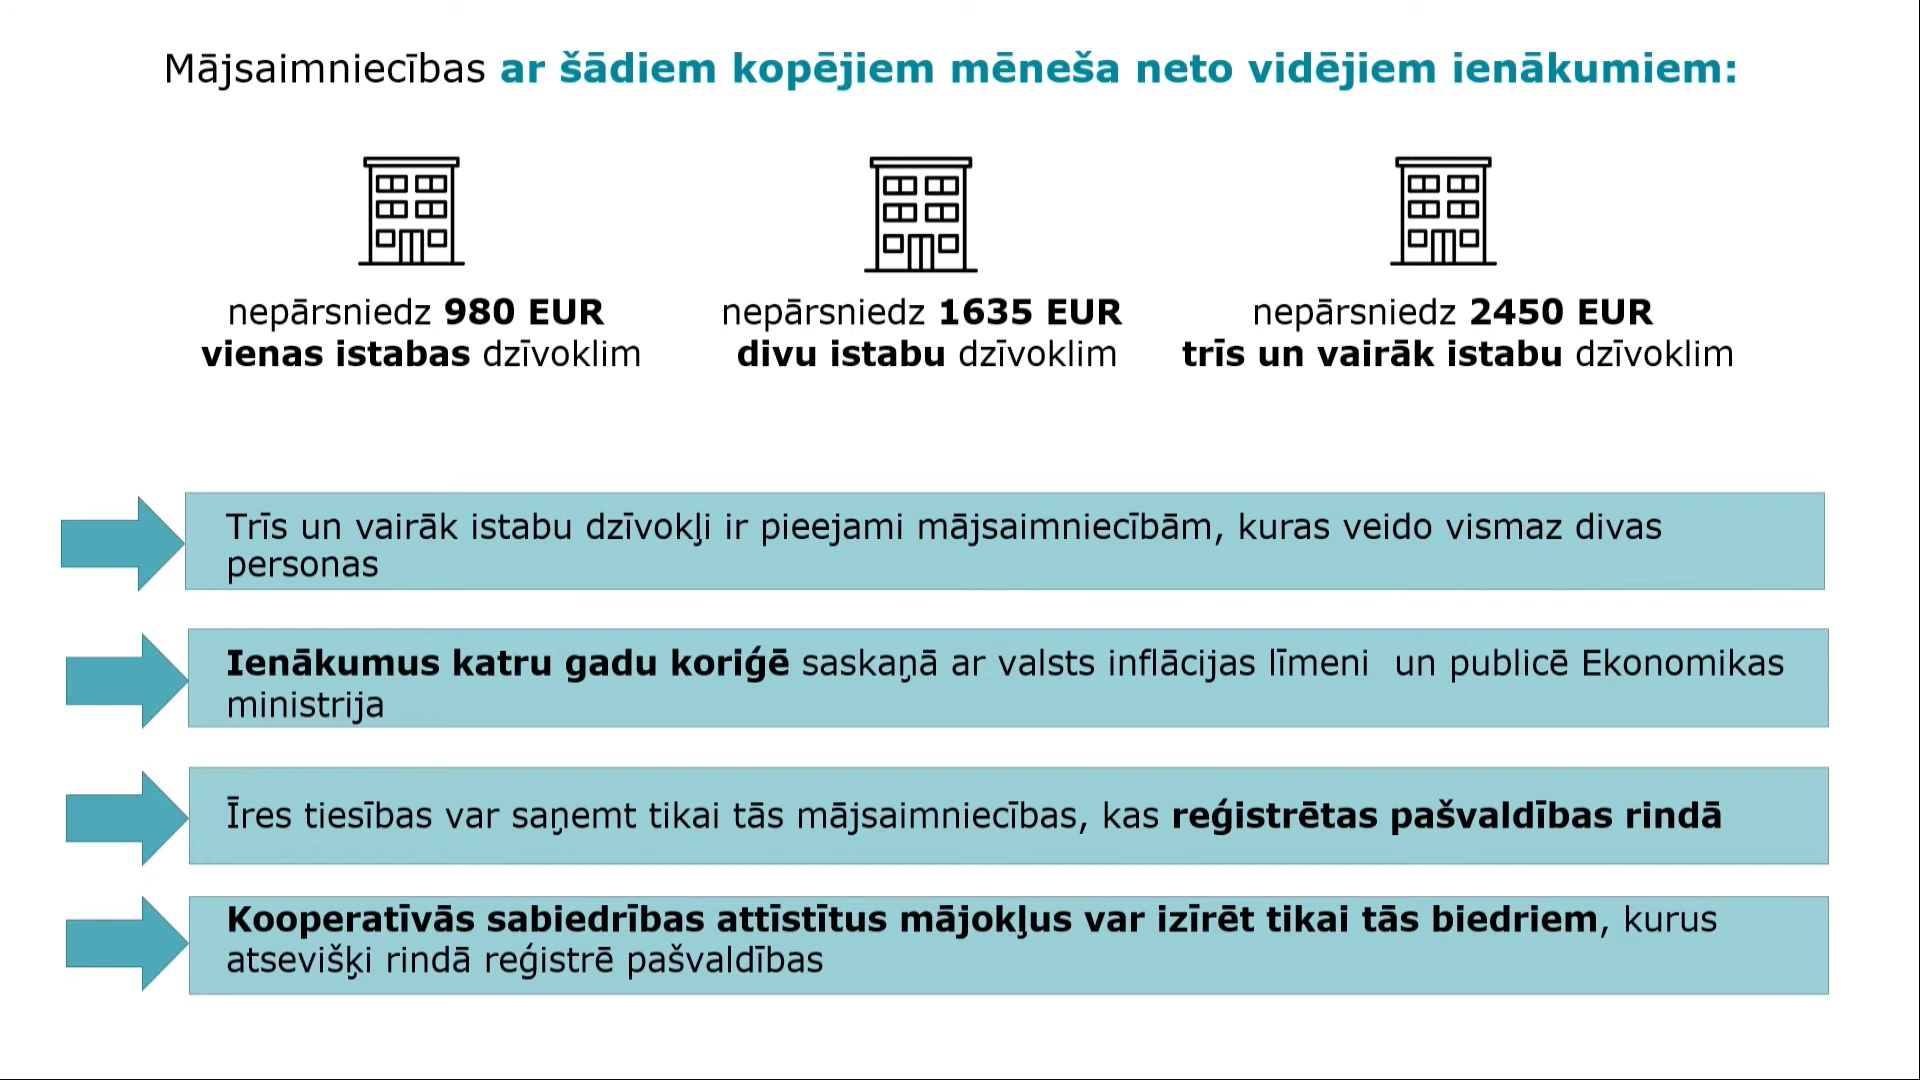 Mājsaimniecības ar šādiem kopējiem mēneša neto vidējiem ienākumiem:
nepārsniedz 980 EUR
vienas istabas dzīvoklim
nepārsniedz 1635 EUR
divu istabu dzīvoklim
nepārsniedz 2450 EUR
trīs un vairāk istabu dzīvoklim
Trīs un vairāk istabu dzīvokļi ir pieejami mājsaimniecībām, kuras veido vismaz divas
personas
Ienākumus katru gadu koriģē saskaņā ar valsts inflācijas līmeni un publicē Ekonomikas
ministrija
Īres tiesības var saņemt tikai tās mājsaimniecības, kas reģistrētas pašvaldības rindā
Kooperatīvās sabiedrības attīstītus mājokļus var izīrēt tikai tās biedriem, kurus
atsevišķi rindā reģistrē pašvaldības